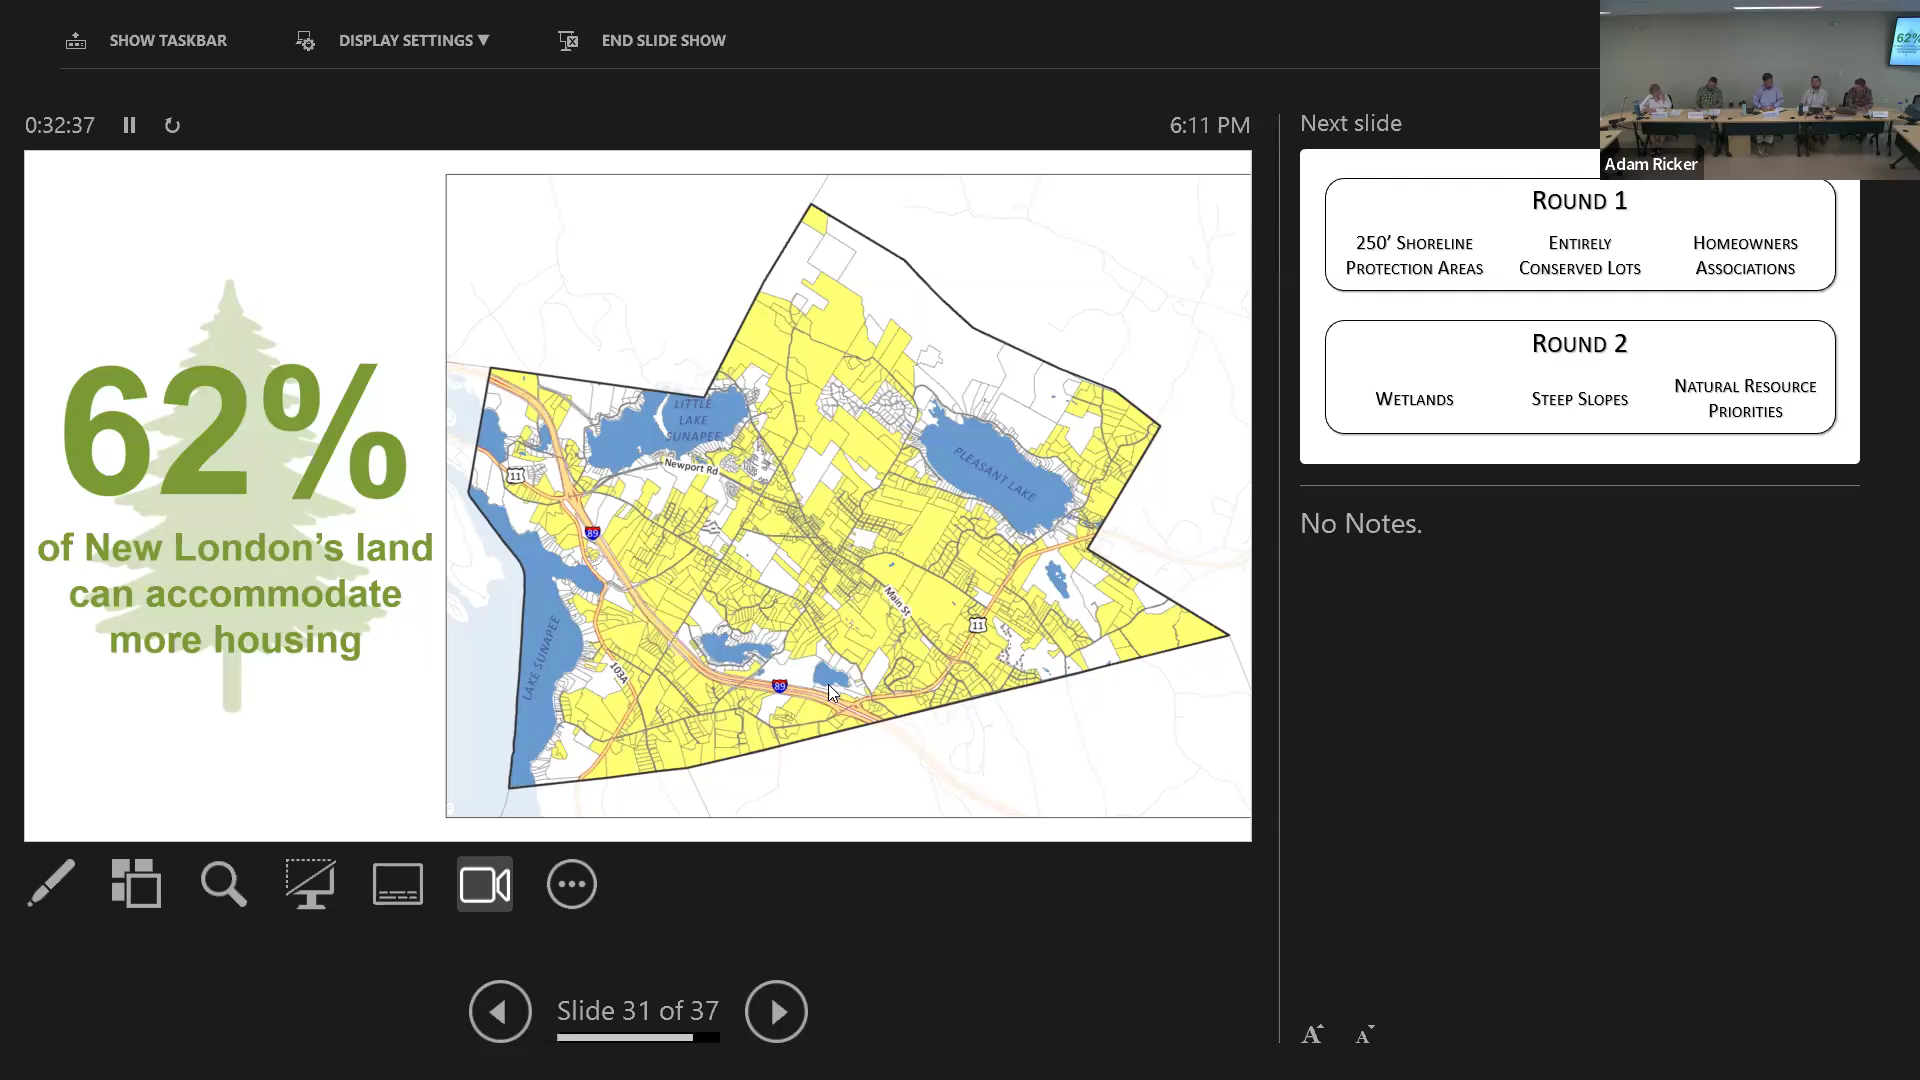 SHOW TASKBAR
DISPLAY SETTINGS ▼
END SLIDE SHOW
0:32:37
6:11 PM
62%
of New London's land
can accommodate
more housing
LITTLE
LAKE
SUNAPEE
Newport Rd
11
89
PLEASANT LAKE
Main St
11
LAKE SUNAPEE
103A
89
Next slide
62%
Adam Ricker
ROUND 1
250' SHORELINE
PROTECTION AREAS
ENTIRELY
CONSERVED LOTS
HOMEOWNERS
ASSOCIATIONS
ROUND 2
WETLANDS
STEEP SLOPES
NATURAL RESOURCE
PRIORITIES
No Notes.
Slide 31 of 37
A
A